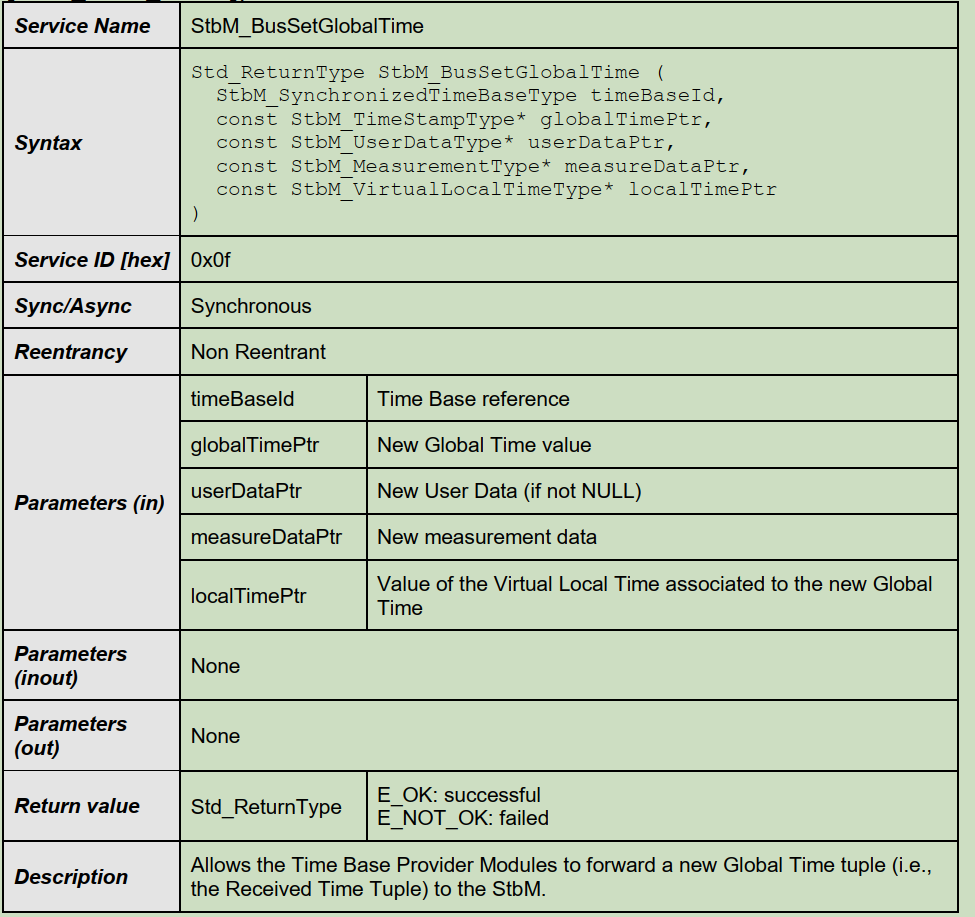 Service Name StbM_BusSetGlobalTime
Syntax
Std_ReturnType StbM_BusSetGlobalTime (
StbM_SynchronizedTimeBaseType timeBaseId,
const StbM_TimeStampType* globalTimePtr,
const StbM_UserDataType* userDataPtr,
const StbM_MeasurementType* measureDataPtr,
const StbM_VirtualLocalTimeType* localTimePtr
)
Service ID [hex] 0x0f
Sync/Async Synchronous
Reentrancy Non Reentrant
Parameters (in)
timeBaseId Time Base reference
globalTimePtr New Global Time value
userDataPtr New User Data (if not NULL)
measureDataPtr New measurement data
localTimePtr Value of the Virtual Local Time associated to the new Global
Time
Parameters
(inout)
None
Parameters
(out)
None
Return value Std_ReturnType
E_OK: successful
E_NOT_OK: failed
Description
Allows the Time Base Provider Modules to forward a new Global Time tuple (i.e.,
the Received Time Tuple) to the StbM.